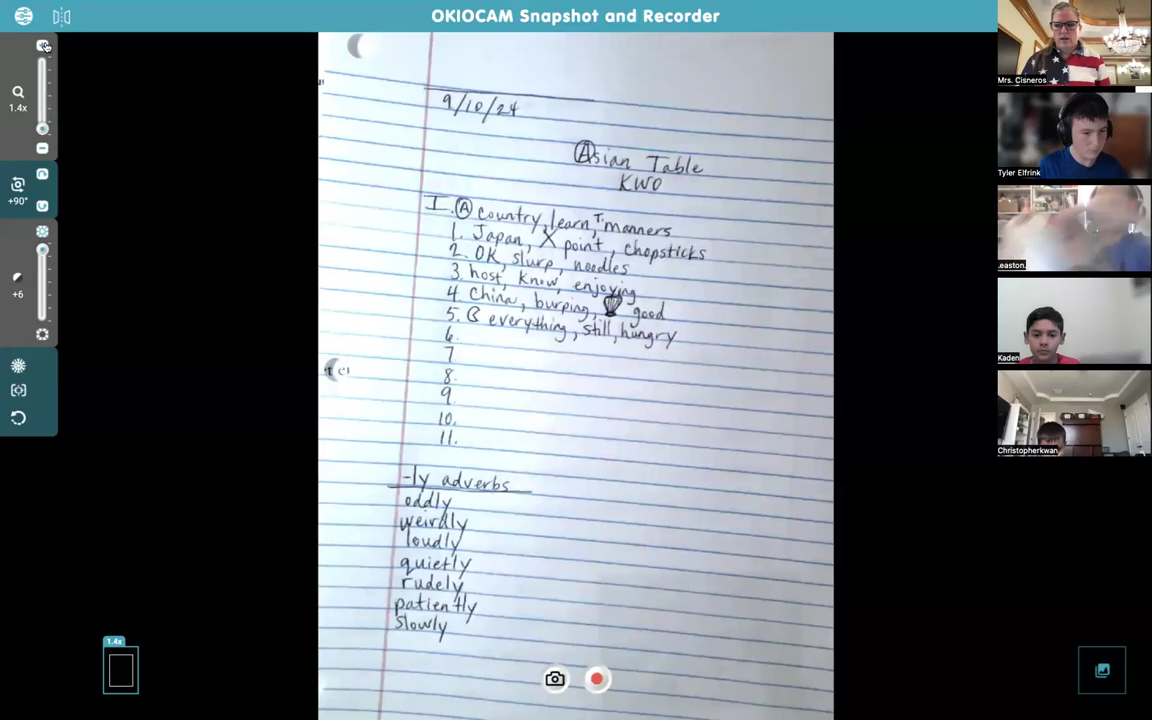 OKIOCAM Snapshot and Recorder
1.4x
+90°
+6
9/10/24
Asian Table
KWO
I. A country, learn, T. manners
1. Japan, X point, chopsticks
2. OK, slurp, noodles
3. host, know, enjoying
4. China, burping, good
5. everything, still, hungry
6.
7
8.
9.
10.
11.
-ly adverbs
oddly
weirdly
loudly
quietly
rudely
patiently
slowly
1.4x
Mrs. Cisneros
Tyler Elfrink
Leaston
Kaden
Christopherkwan